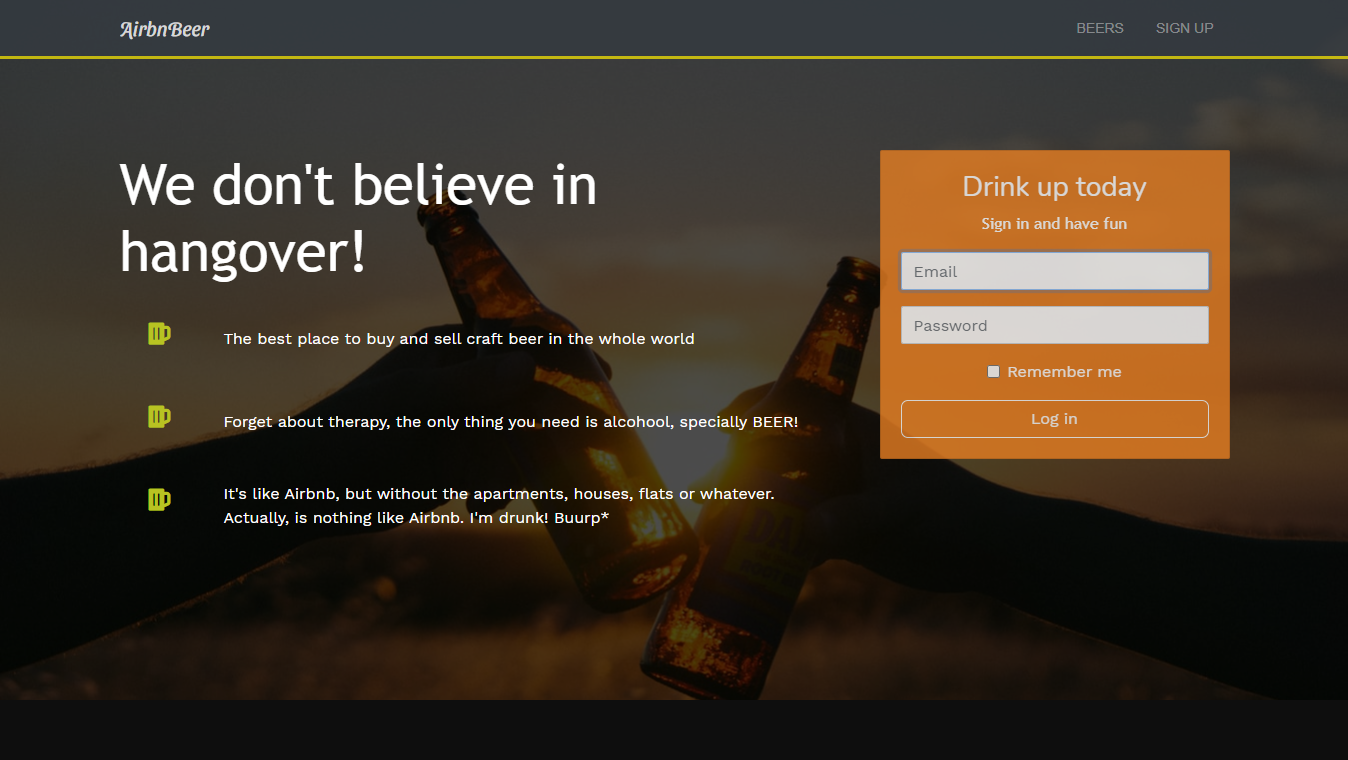 AirbnBeer
BEERS
SIGN UP
We don't believe in
hangover!
The best place to buy and sell craft beer in the whole world
Forget about therapy, the only thing you need is alcohol, specially BEER!
It's like Airbnb, but without the apartments, houses, flats or whatever.
Actually, is nothing like Airbnb. I'm drunk! Buurp*
Drink up today
Sign in and have fun
Email
Password
Remember me
Log in